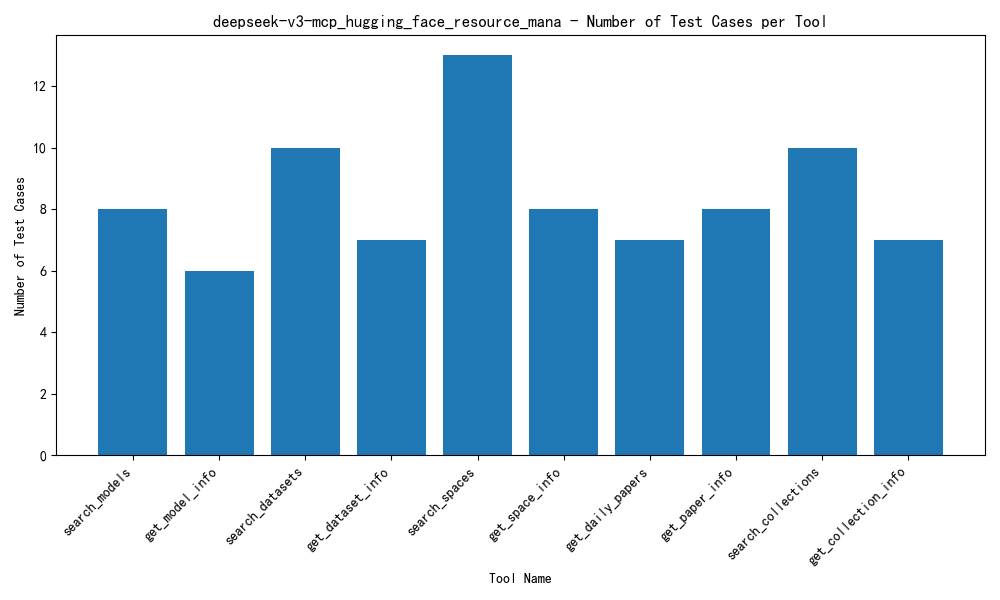 deepseek-v3-mcp_hugging_face_resource_mana - Number of Test Cases per Tool
Number of Test Cases
12
10
8
6
4
2
0
search_models
get_model_info
search_datasets
get_dataset_info
search_spaces
get_space_info
get_daily_papers
get_paper_info
search_collections
get_collection_info
Tool Name